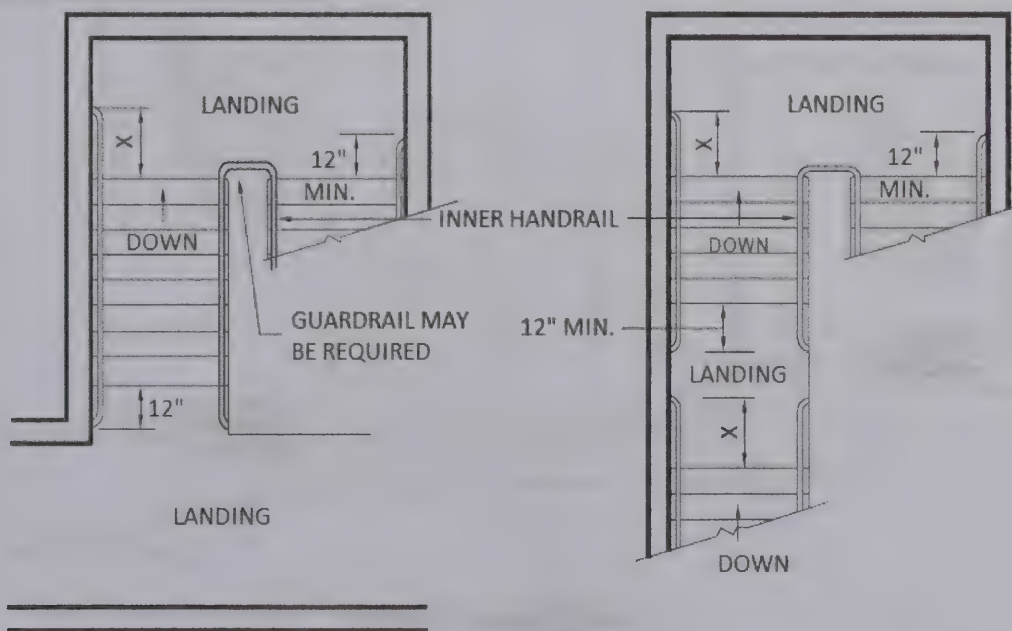 LANDING
X
12"
MIN.
DOWN
INNER HANDRAIL
GUARDRAIL MAY
BE REQUIRED
12"
LANDING
LANDING
X
12"
MIN.
DOWN
12" MIN.
LANDING
X
DOWN